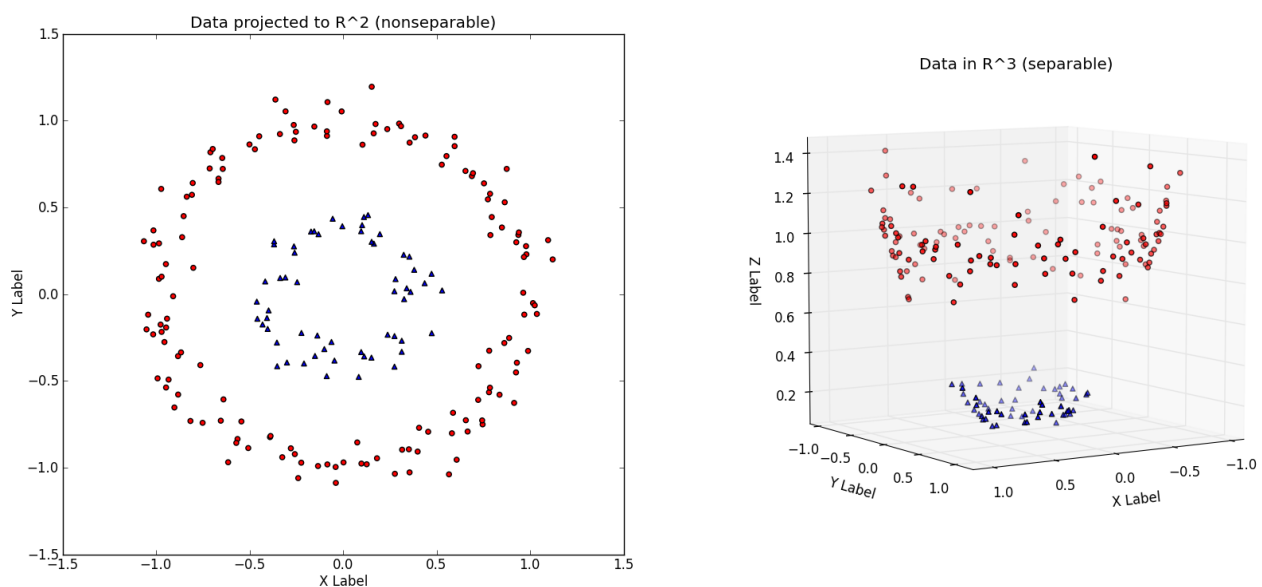 Data projected to R^2 (nonseparable)
1.5
1.0
0.5
0.0
−0.5
−1.0
−1.5
Y Label
−1.5 −1.0 −0.5 0.0 0.5 1.0 1.5
X Label
Data in R^3 (separable)
1.4
1.2
1.0
0.8
0.6
0.4
0.2
Z Label
−1.0 −0.5 0.0 0.5 1.0
Y Label
1.0 0.5 0.0 −0.5 −1.0
X Label